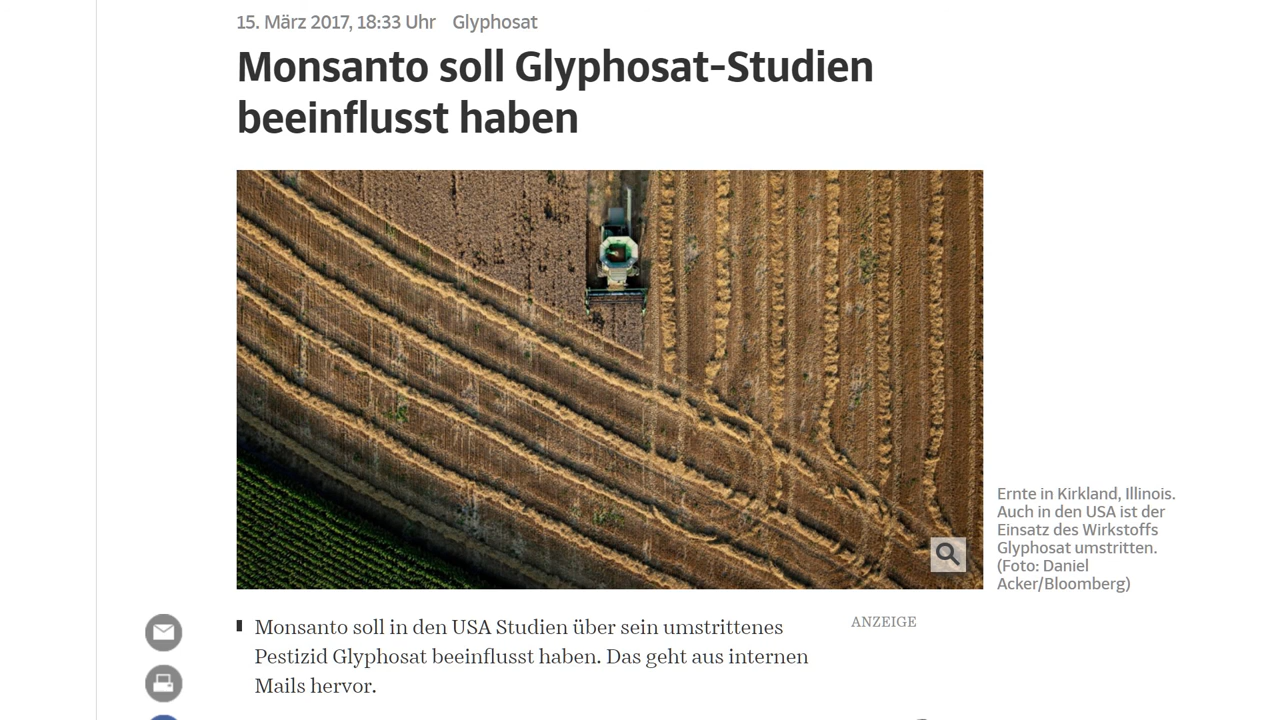 15. März 2017, 18:33 Uhr Glyphosat
Monsanto soll Glyphosat-Studien
beeinflusst haben
Ernte in Kirkland, Illinois.
Auch in den USA ist der
Einsatz des Wirkstoffs
Glyphosat umstritten.
(Foto: Daniel
Acker/Bloomberg)
Monsanto soll in den USA Studien über sein umstrittenes
Pestizid Glyphosat beeinflusst haben. Das geht aus internen
Mails hervor.
ANZEIGE